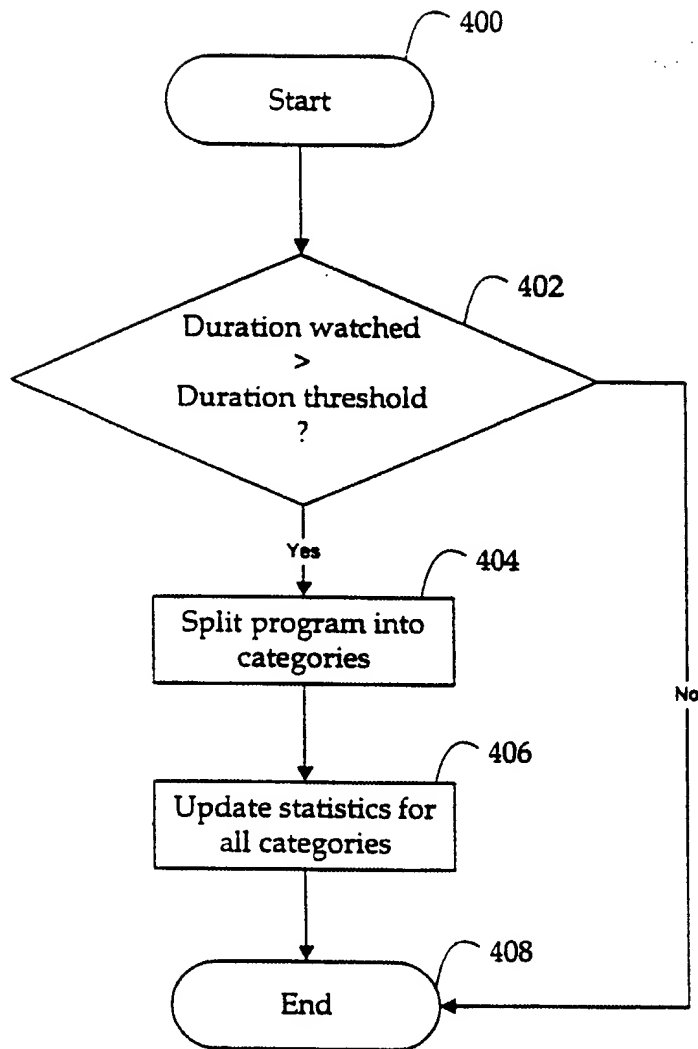 400
Start
402
Duration watched
>
Duration threshold
?
Yes
404
Split program into
categories
No
406
Update statistics for
all categories
408
End